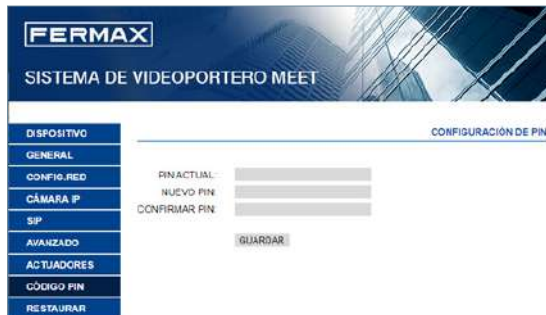 FERMAX
SISTEMA DE VIDEOPORTERO MEET
DISPOSITIVO
GENERAL
CONFIG.RED
CÁMARA IP
SIP
AVANZADO
ACTUADORES
CÓDIGO PIN
RESTAURAR
CONFIGURACIÓN DE PIN
PIN ACTUAL:
NUEVO PIN:
CONFIRMAR PIN:
GUARDAR